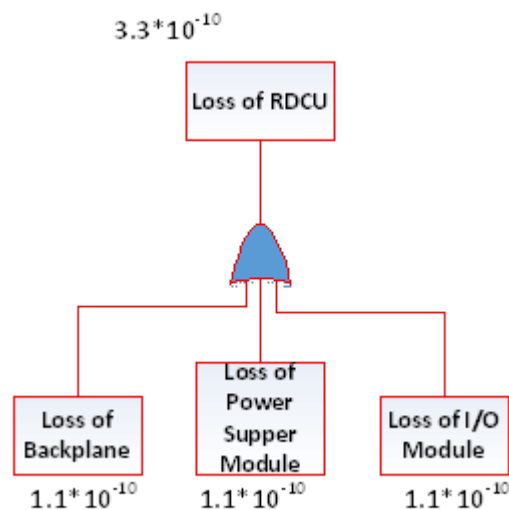 3.3*10⁻¹⁰
Loss of RDCU
Loss of
Backplane
Loss of
Power
Supper
Module
Loss of I/O
Module
1.1*10⁻¹⁰
1.1*10⁻¹⁰
1.1*10⁻¹⁰